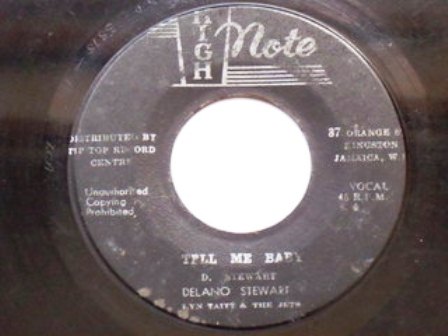 HIGH Note
DISTRIBUTED BY
TIP TOP RECORD
CENTRE
37 ORANGE
KINGSTON
JAMAICA, W.
Unauthorised
Copying
Prohibited
VOCAL
45 R.P.M.
TELL ME BABY
D. STEWART
DELANO STEWART
LYN TAITT & THE JETS